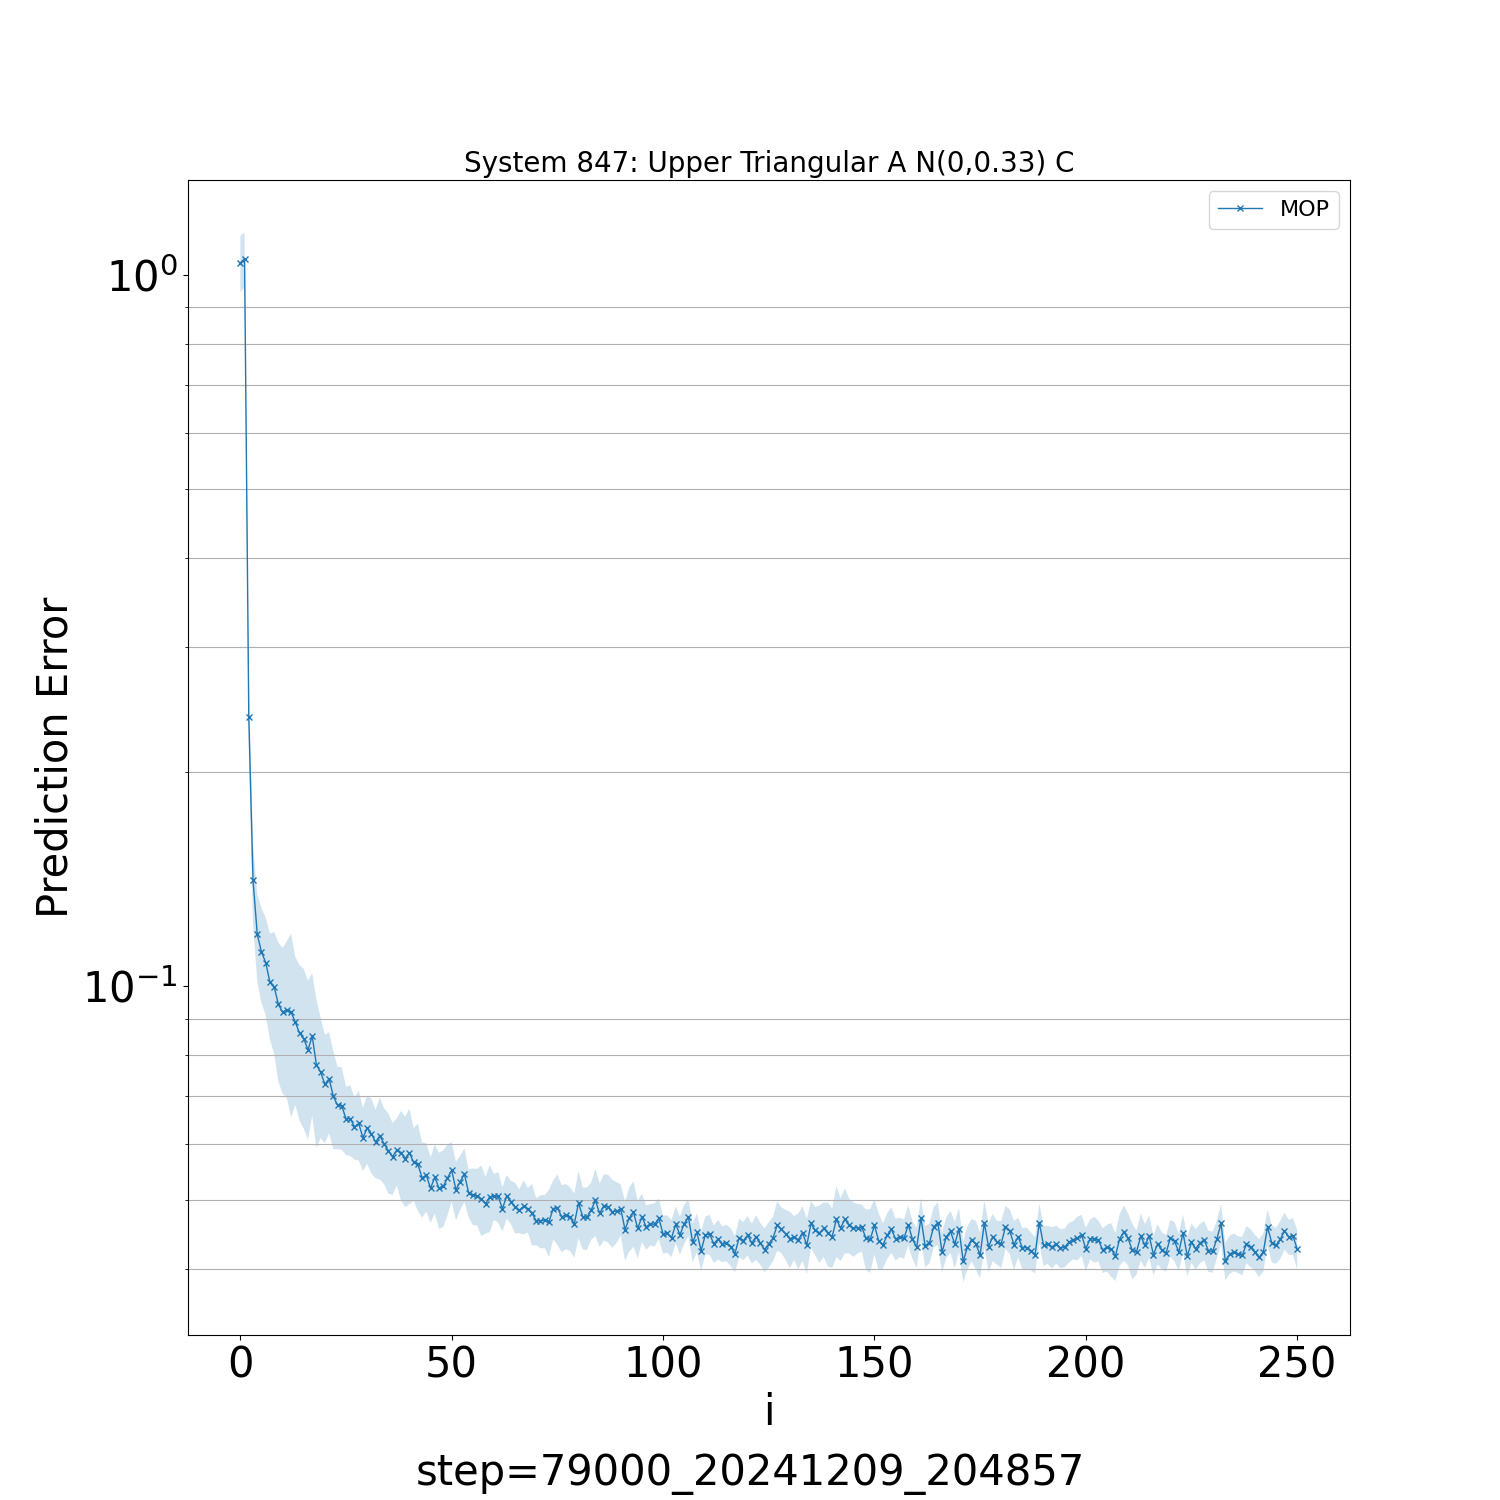 System 847: Upper Triangular A N(0,0.33) C
MOP
10⁰
10⁻¹
Prediction Error
0 50 100 150 200 250
i
step=79000_20241209_204857